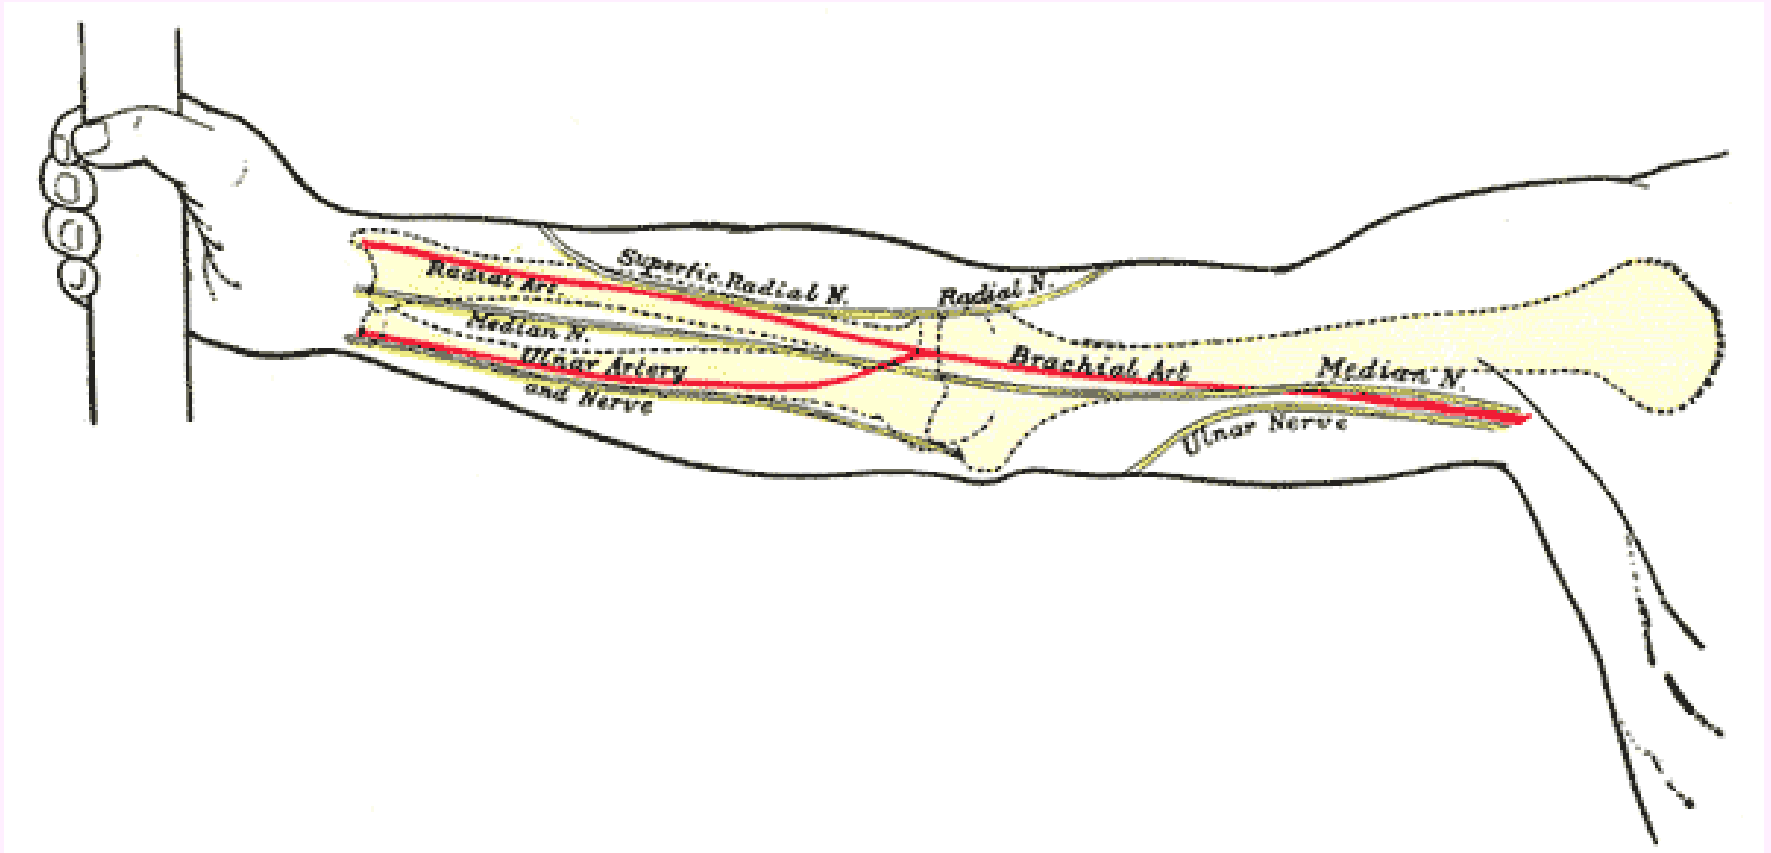 Superfic. Radial N.
Radial N.
Radial Art.
Median N.
Ulnar Artery
and Nerve
Brachial Art
Median N.
Ulnar Nerve